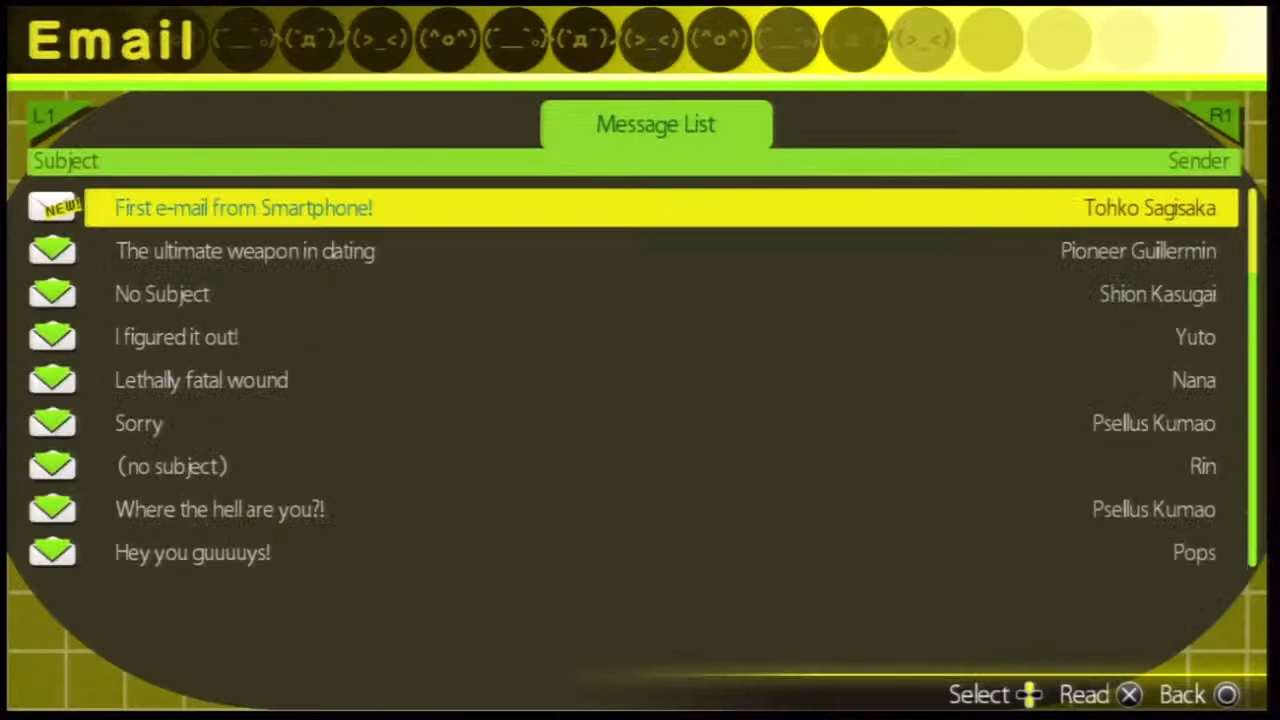 Email
L1
Message List
R1
Subject Sender
NEW! First e-mail from Smartphone! Tohko Sagisaka
The ultimate weapon in dating Pioneer Guillermin
No Subject Shion Kasugai
I figured it out! Yuto
Lethally fatal wound Nana
Sorry Psellus Kumao
(no subject) Rin
Where the hell are you?! Psellus Kumao
Hey you guuuuys! Pops
Select Read Back